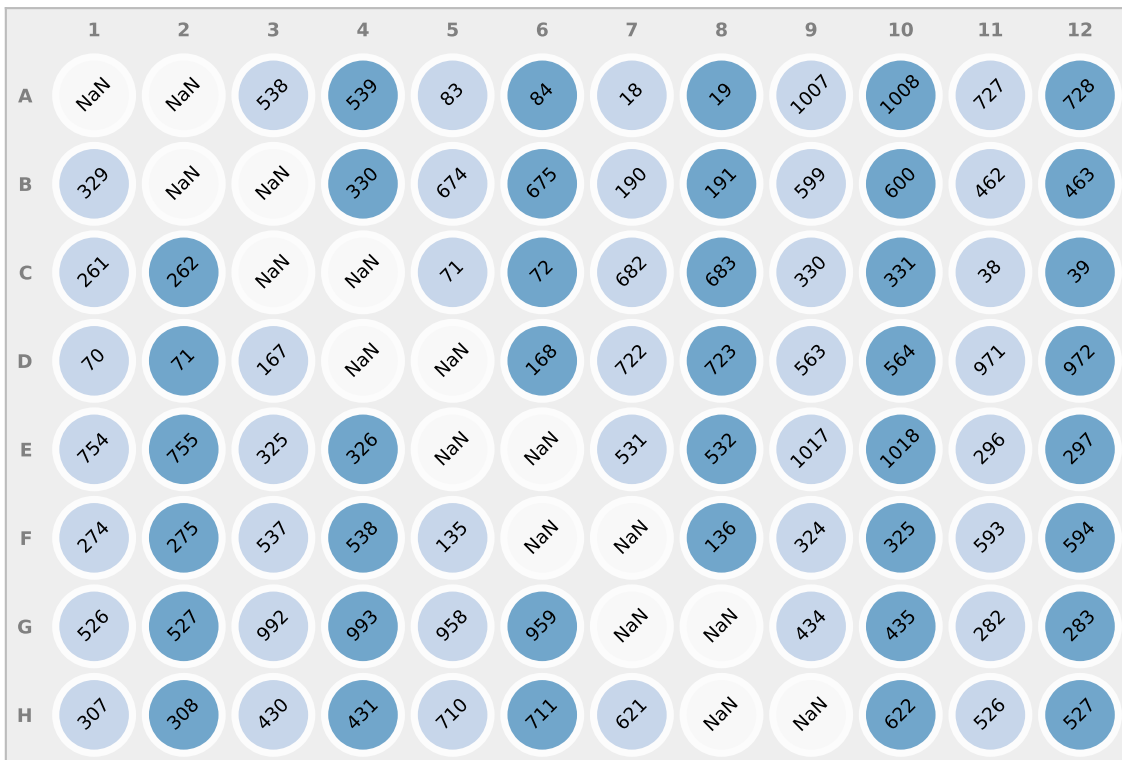 1 2 3 4 5 6 7 8 9 10 11 12
A NaN NaN 538 539 83 84 18 19 1007 1008 727 728
B 329 NaN NaN 330 674 675 190 191 599 600 462 463
C 261 262 NaN NaN 71 72 682 683 330 331 38 39
D 70 71 167 NaN NaN 168 722 723 563 564 971 972
E 754 755 325 326 NaN NaN 531 532 1017 1018 296 297
F 274 275 537 538 135 NaN NaN 136 324 325 593 594
G 526 527 992 993 958 959 NaN NaN 434 435 282 283
H 307 308 430 431 710 711 621 NaN NaN 622 526 527